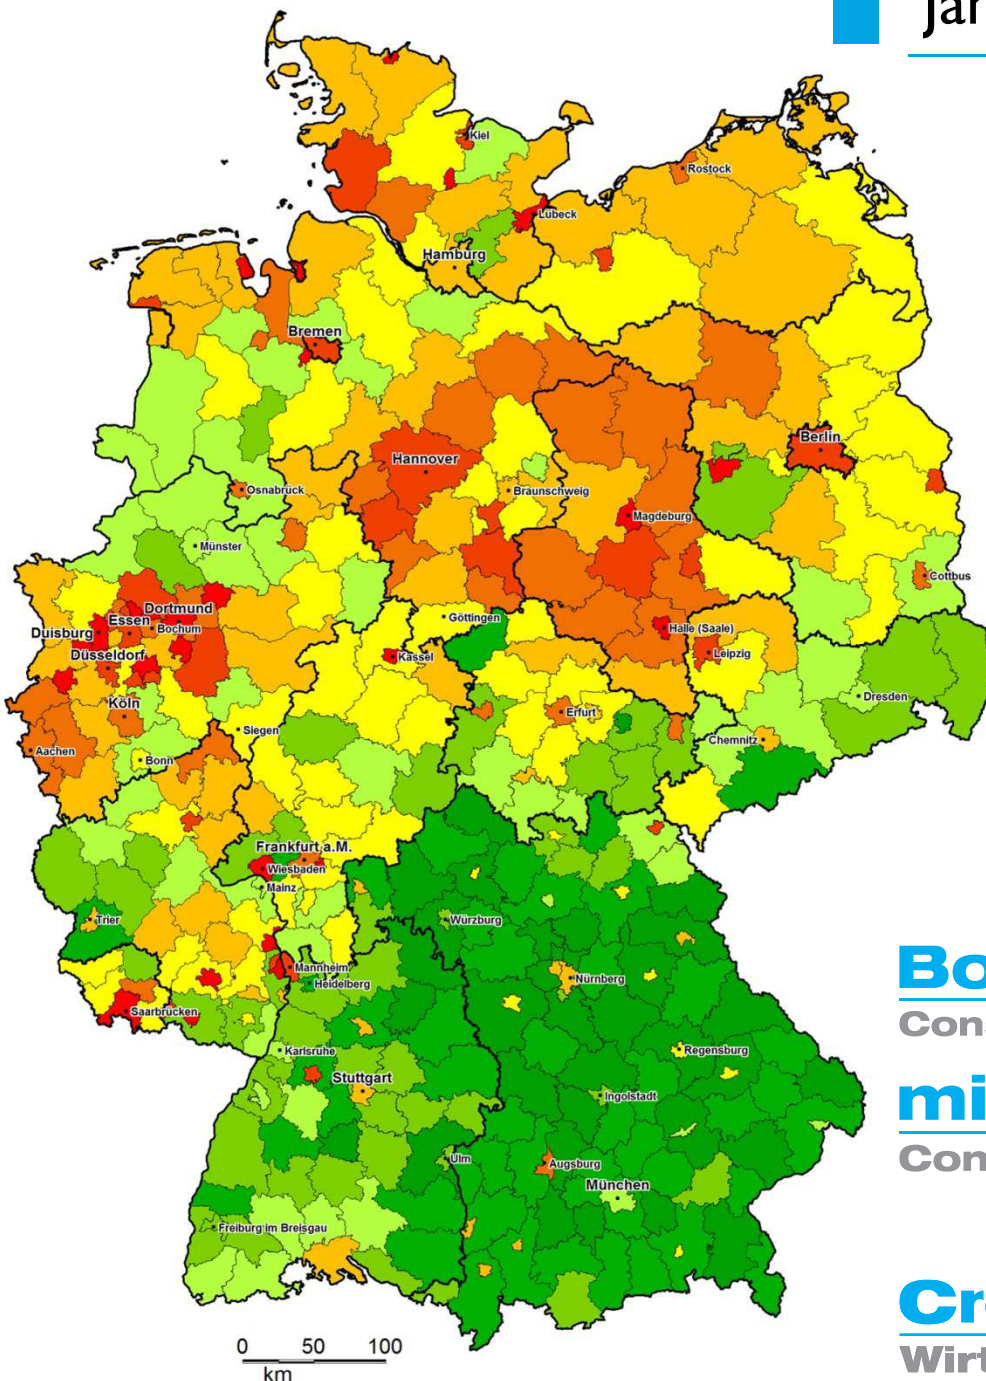 Jar
Kiel
Rostock
Lübeck
Hamburg
Bremen
Berlin
Hannover
Braunschweig
Osnabrück
Magdeburg
Münster
Cottbus
Dortmund
Essen
Bochum
Duisburg
Göttingen
Halle (Saale)
Düsseldorf
Kassel
Leipzig
Dresden
Köln
Erfurt
Siegen
Chemnitz
Aachen
Bonn
Frankfurt a.M.
Wiesbaden
Mainz
Trier
Würzburg
Mannheim
Nürnberg
Heidelberg
Bo
Saarbrücken
Con
Karlsruhe
Regensburg
Stuttgart
Ingolstadt
mi
Ulm
Augsburg
Con
München
Freiburg im Breisgau
Cr
0 50 100
km
Wirt